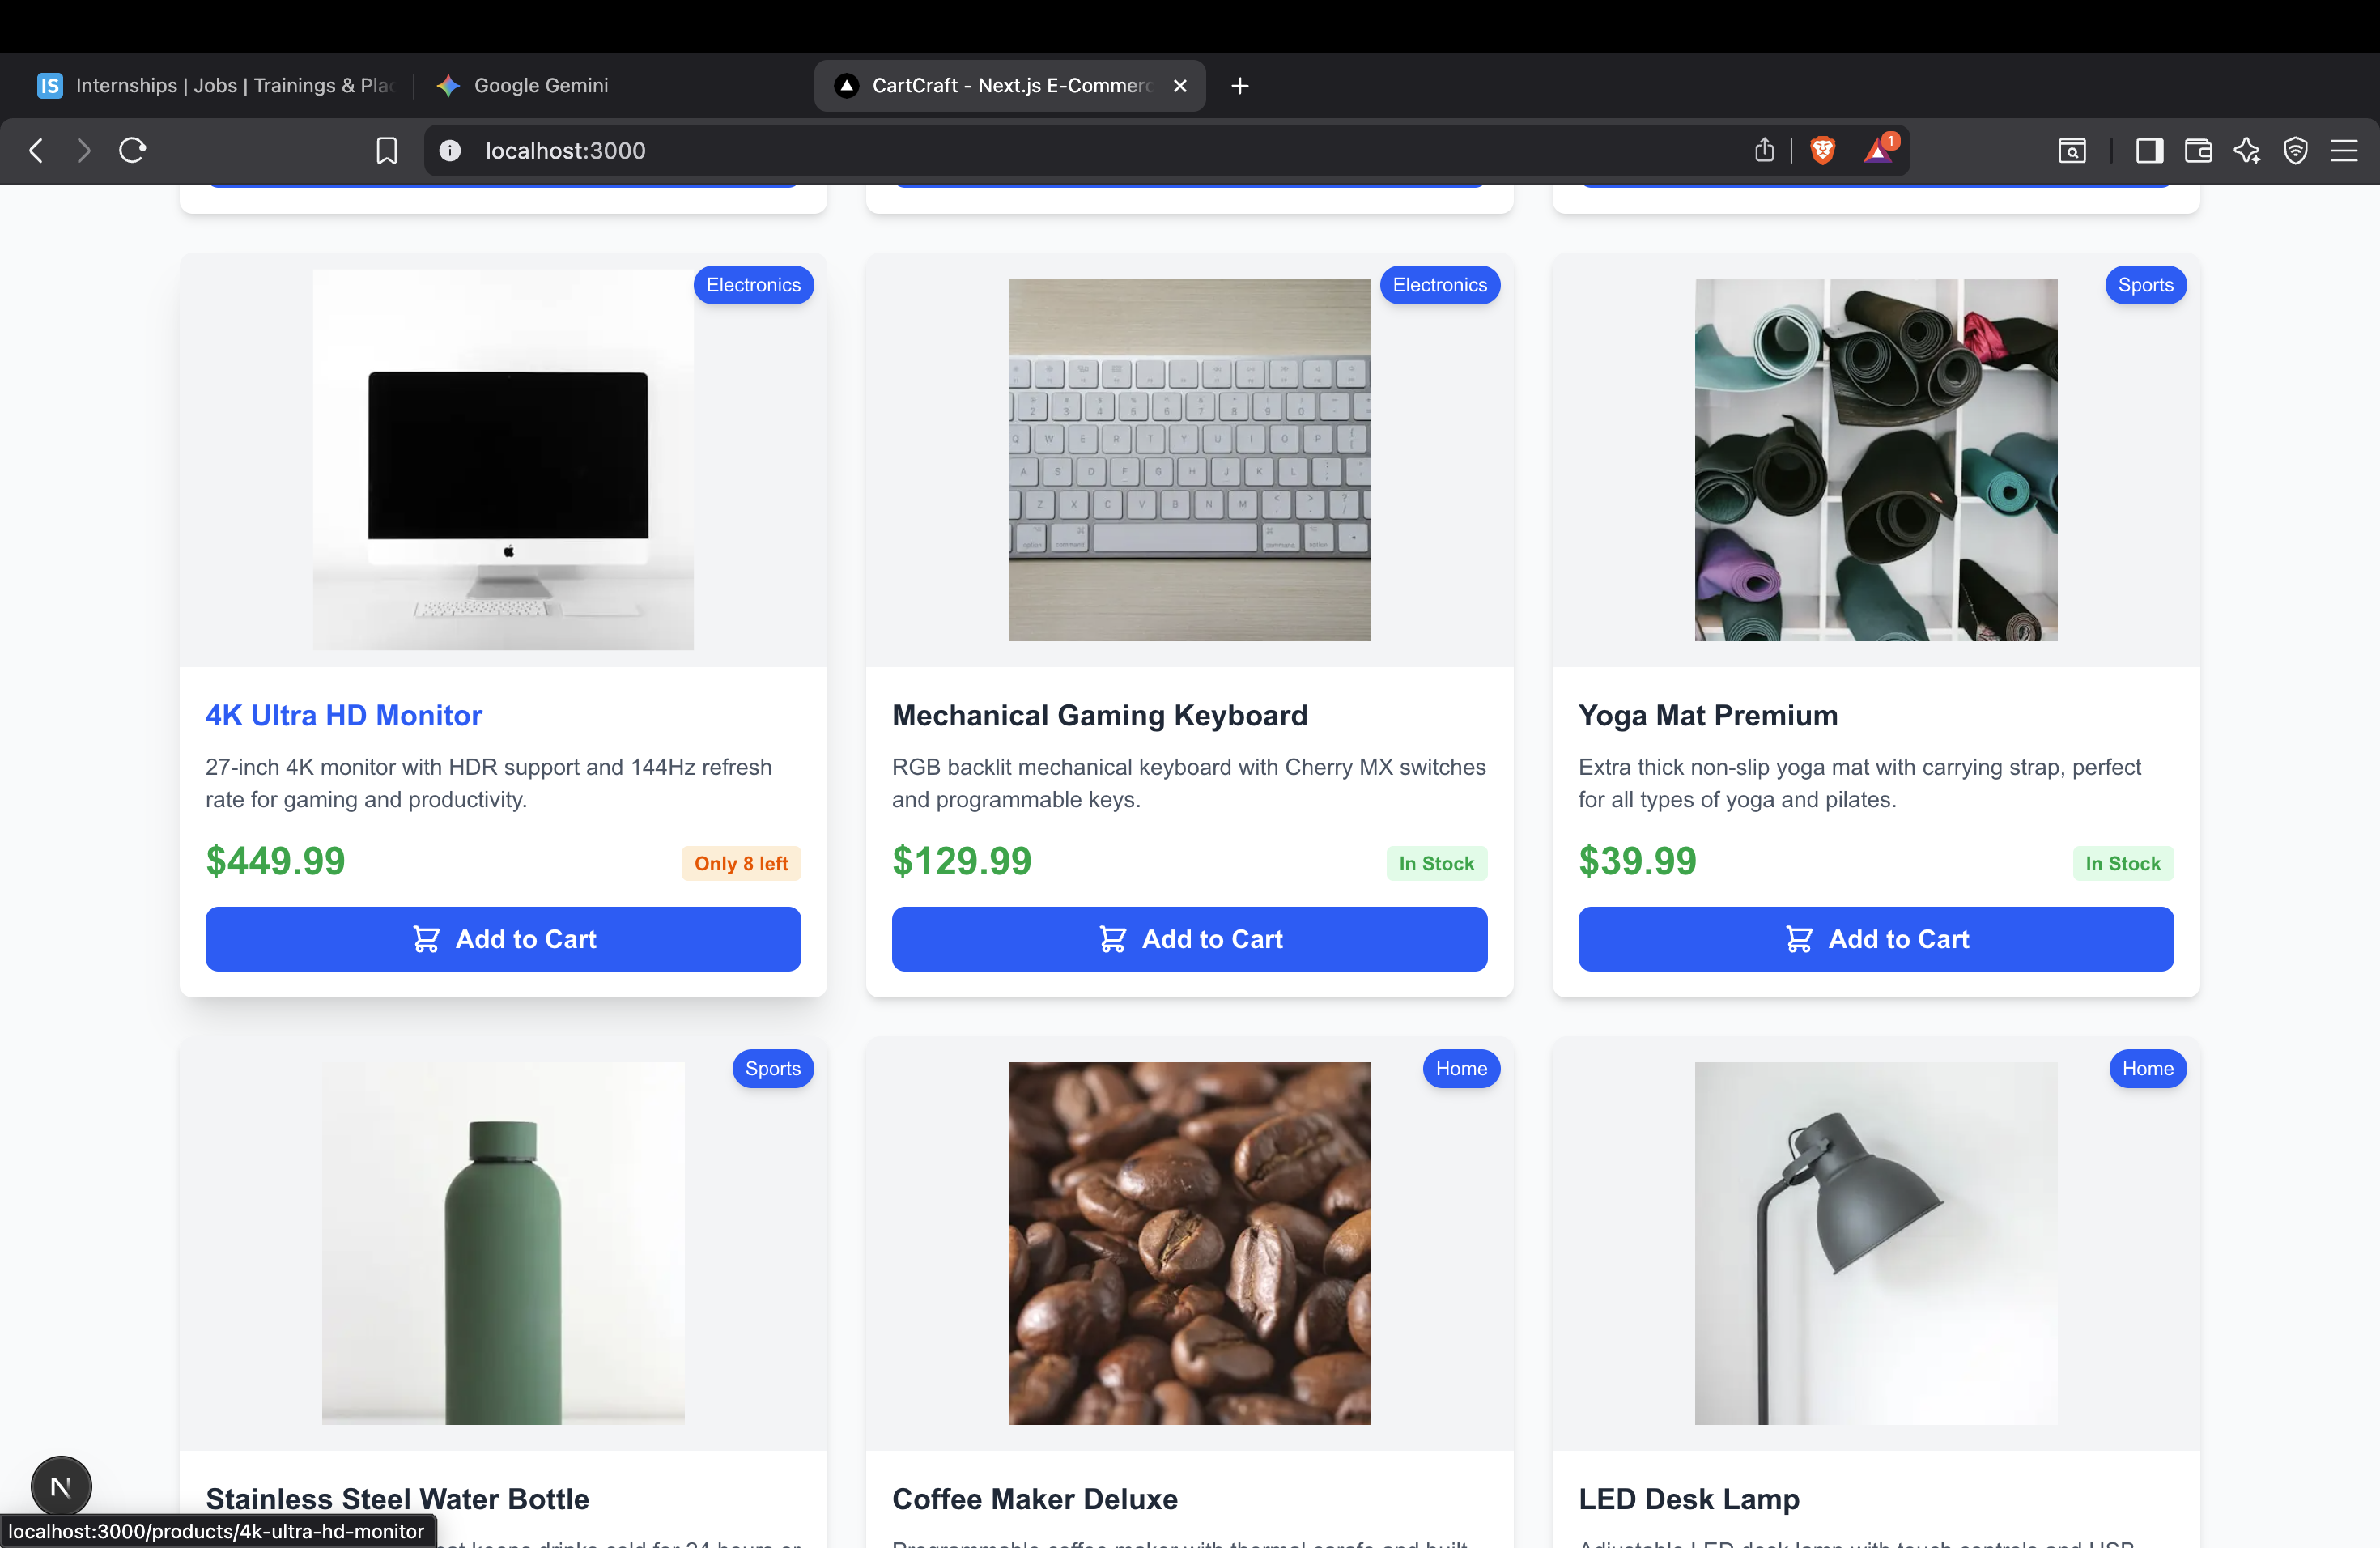 IS Internships | Jobs | Trainings & Pla
Google Gemini
CartCraft - Next.js E-Commerc
localhost:3000
1
Electronics
Electronics
Sports
4K Ultra HD Monitor
27-inch 4K monitor with HDR support and 144Hz refresh
rate for gaming and productivity.
$449.99
Only 8 left
Add to Cart
Mechanical Gaming Keyboard
RGB backlit mechanical keyboard with Cherry MX switches
and programmable keys.
$129.99
In Stock
Add to Cart
Yoga Mat Premium
Extra thick non-slip yoga mat with carrying strap, perfect
for all types of yoga and pilates.
$39.99
In Stock
Add to Cart
Sports
Home
Home
Stainless Steel Water Bottle
Coffee Maker Deluxe
LED Desk Lamp
N
localhost:3000/products/4k-ultra-hd-monitor